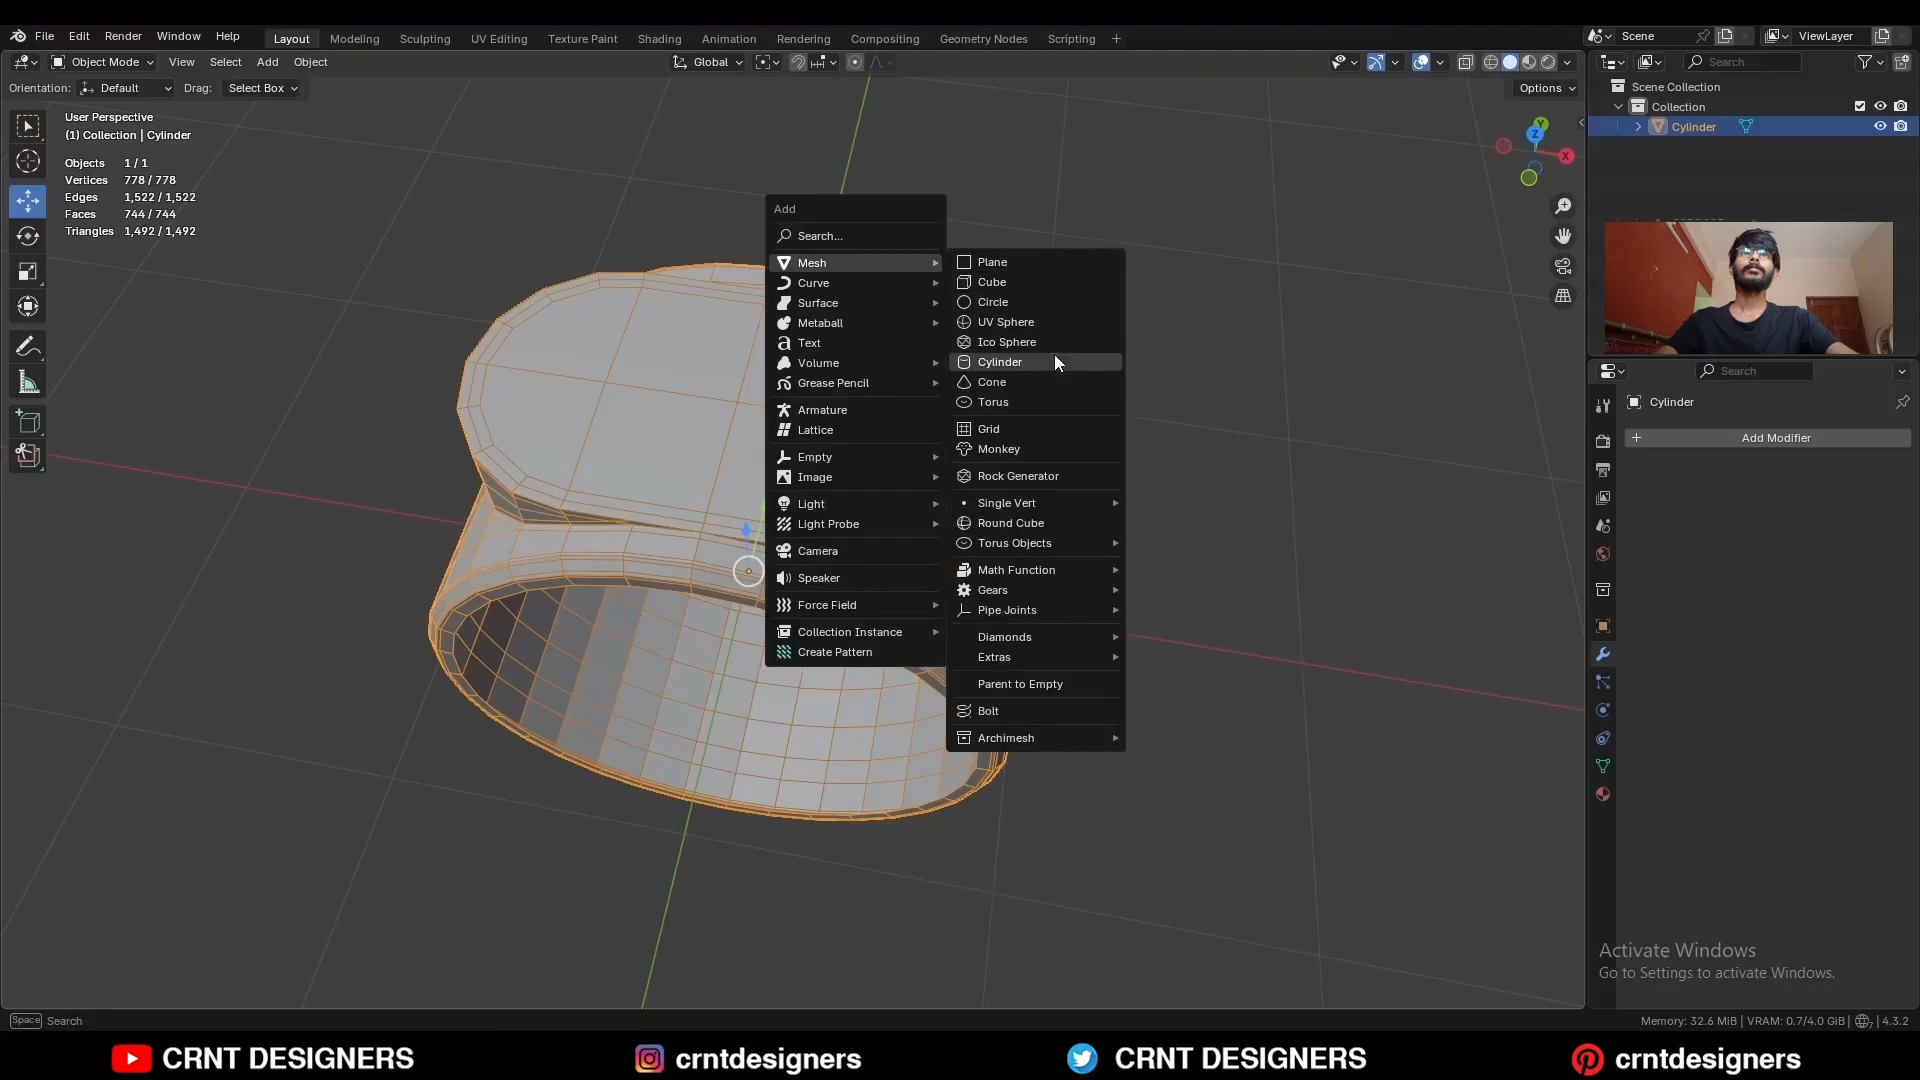 File Edit Render Window Help Layout Modeling Sculpting UV Editing Texture Paint Shading Animation Rendering Compositing Geometry Nodes Scripting + Scene ViewLayer
Object Mode View Select Add Object Global Search
Orientation: Default Drag: Select Box Options
Scene Collection
Collection
Cylinder
User Perspective
(1) Collection | Cylinder
Objects 1 / 1
Vertices 778 / 778
Edges 1,522 / 1,522
Faces 744 / 744
Triangles 1,492 / 1,492
Y
Z
X
Add
Search...
Mesh
Curve
Surface
Metaball
Text
Volume
Grease Pencil
Armature
Lattice
Empty
Image
Light
Light Probe
Camera
Speaker
Force Field
Collection Instance
Create Pattern
Plane
Cube
Circle
UV Sphere
Ico Sphere
Cylinder
Cone
Torus
Grid
Monkey
Rock Generator
Single Vert
Round Cube
Torus Objects
Math Function
Gears
Pipe Joints
Diamonds
Extras
Parent to Empty
Bolt
Archimesh
Search
Cylinder
+ Add Modifier
Activate Windows
Go to Settings to activate Windows.
Space Search
Memory: 32.6 MiB | VRAM: 0.7/4.0 GiB | 7 | 4.3.2
CRNT DESIGNERS crntdesigners CRNT DESIGNERS crntdesigners